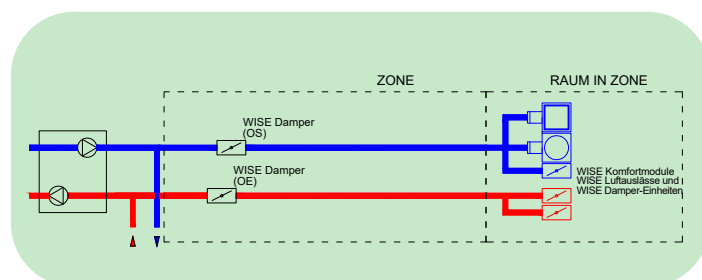 ZONE
RAUM IN ZONE
WISE Damper
(OS)
WISE Damper
(OE)
WISE Komfortmodule
WISE Luftauslässe und
WISE Damper-Einheiten